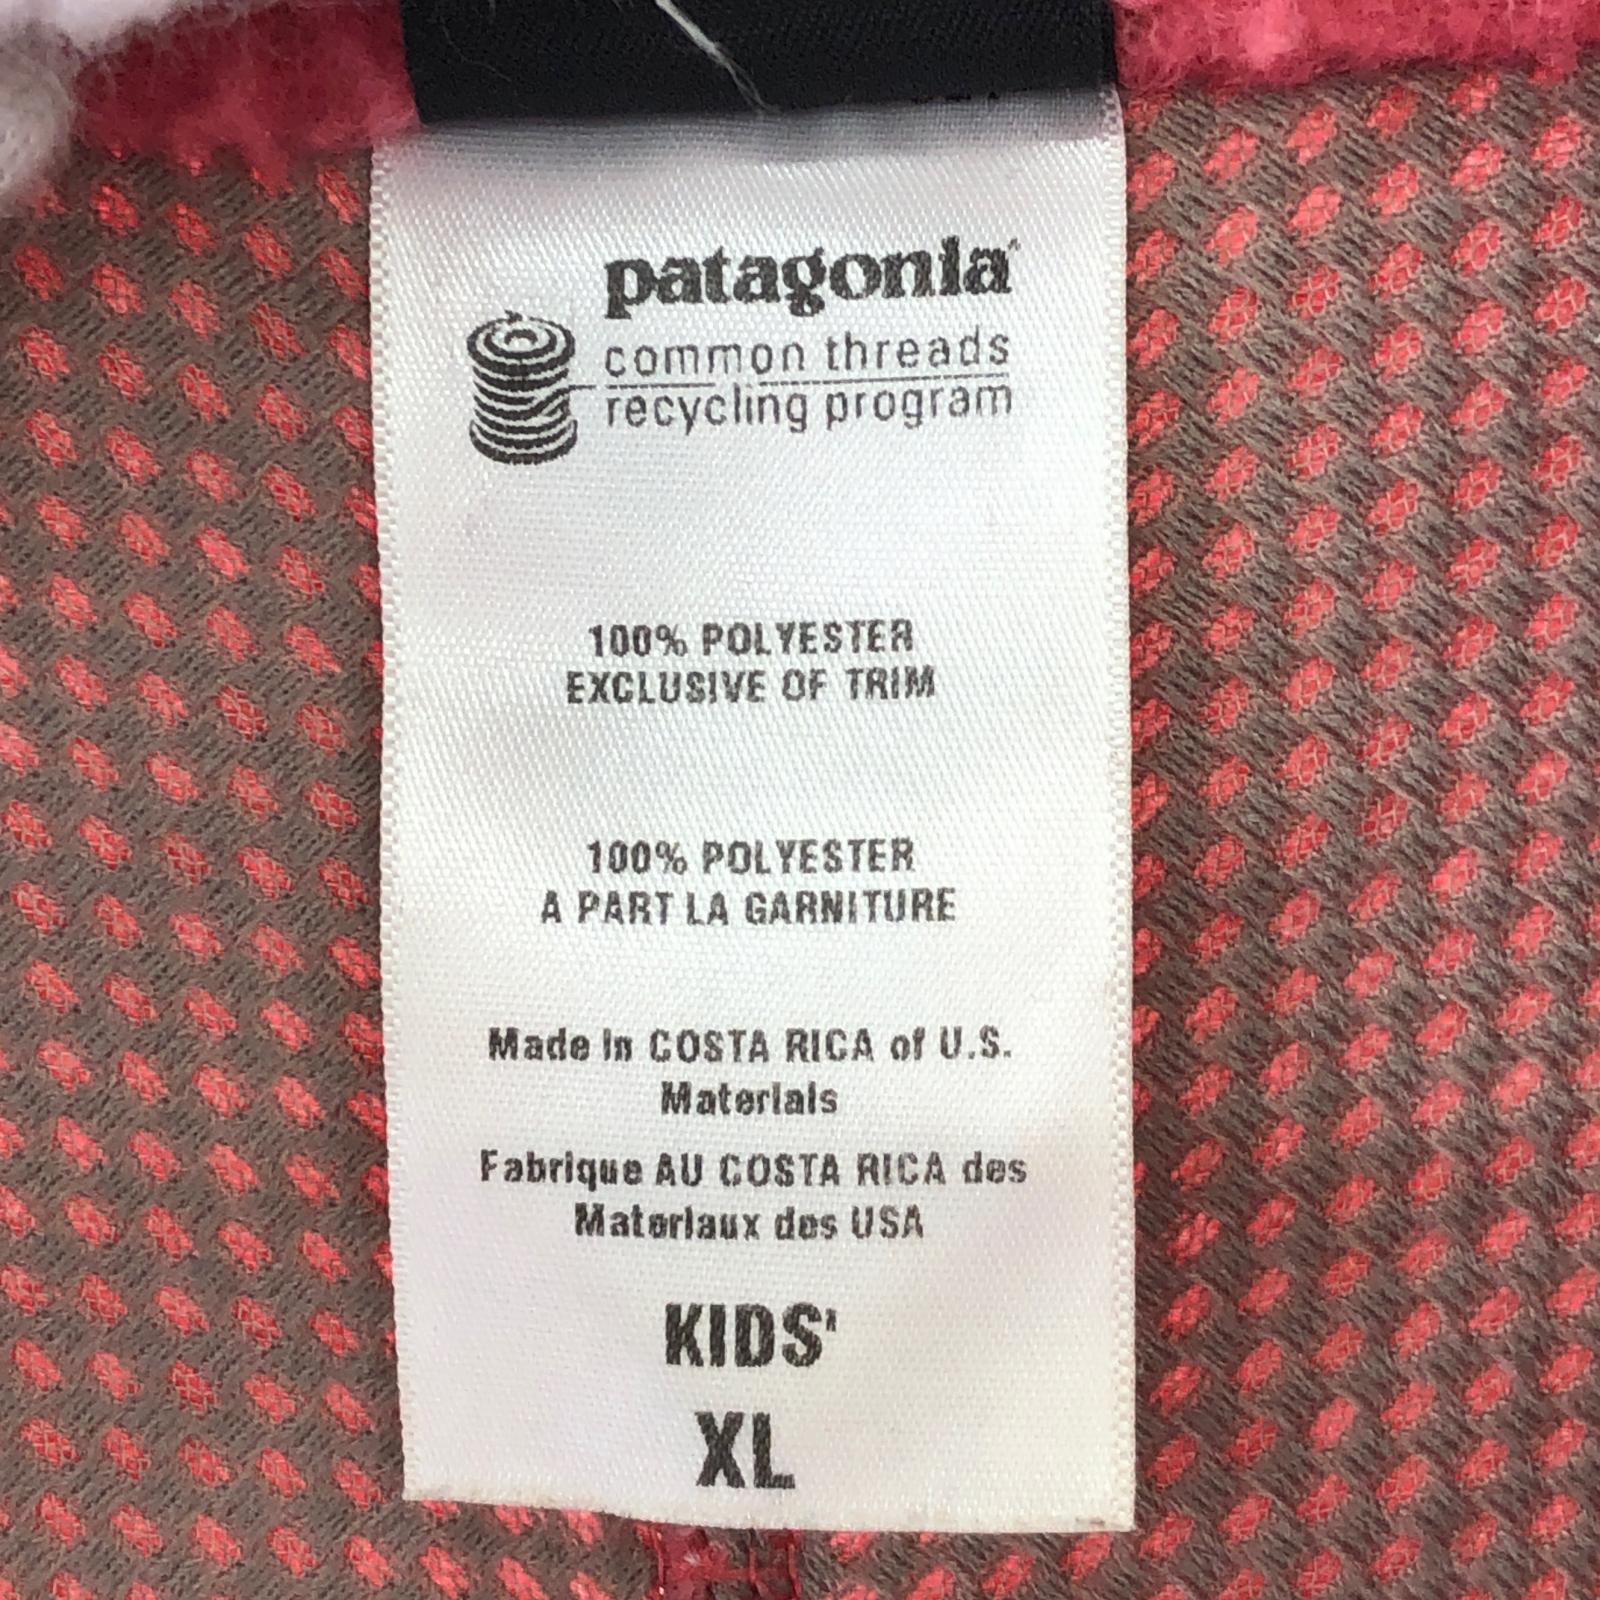 patagonia
common threads
recycling program
100% POLYESTER
EXCLUSIVE OF TRIM
100% POLYESTER
A PART LA GARNITURE
Made in COSTA RICA of U.S.
Materials
Fabrique AU COSTA RICA des
Materiaux des USA
KIDS'
XL